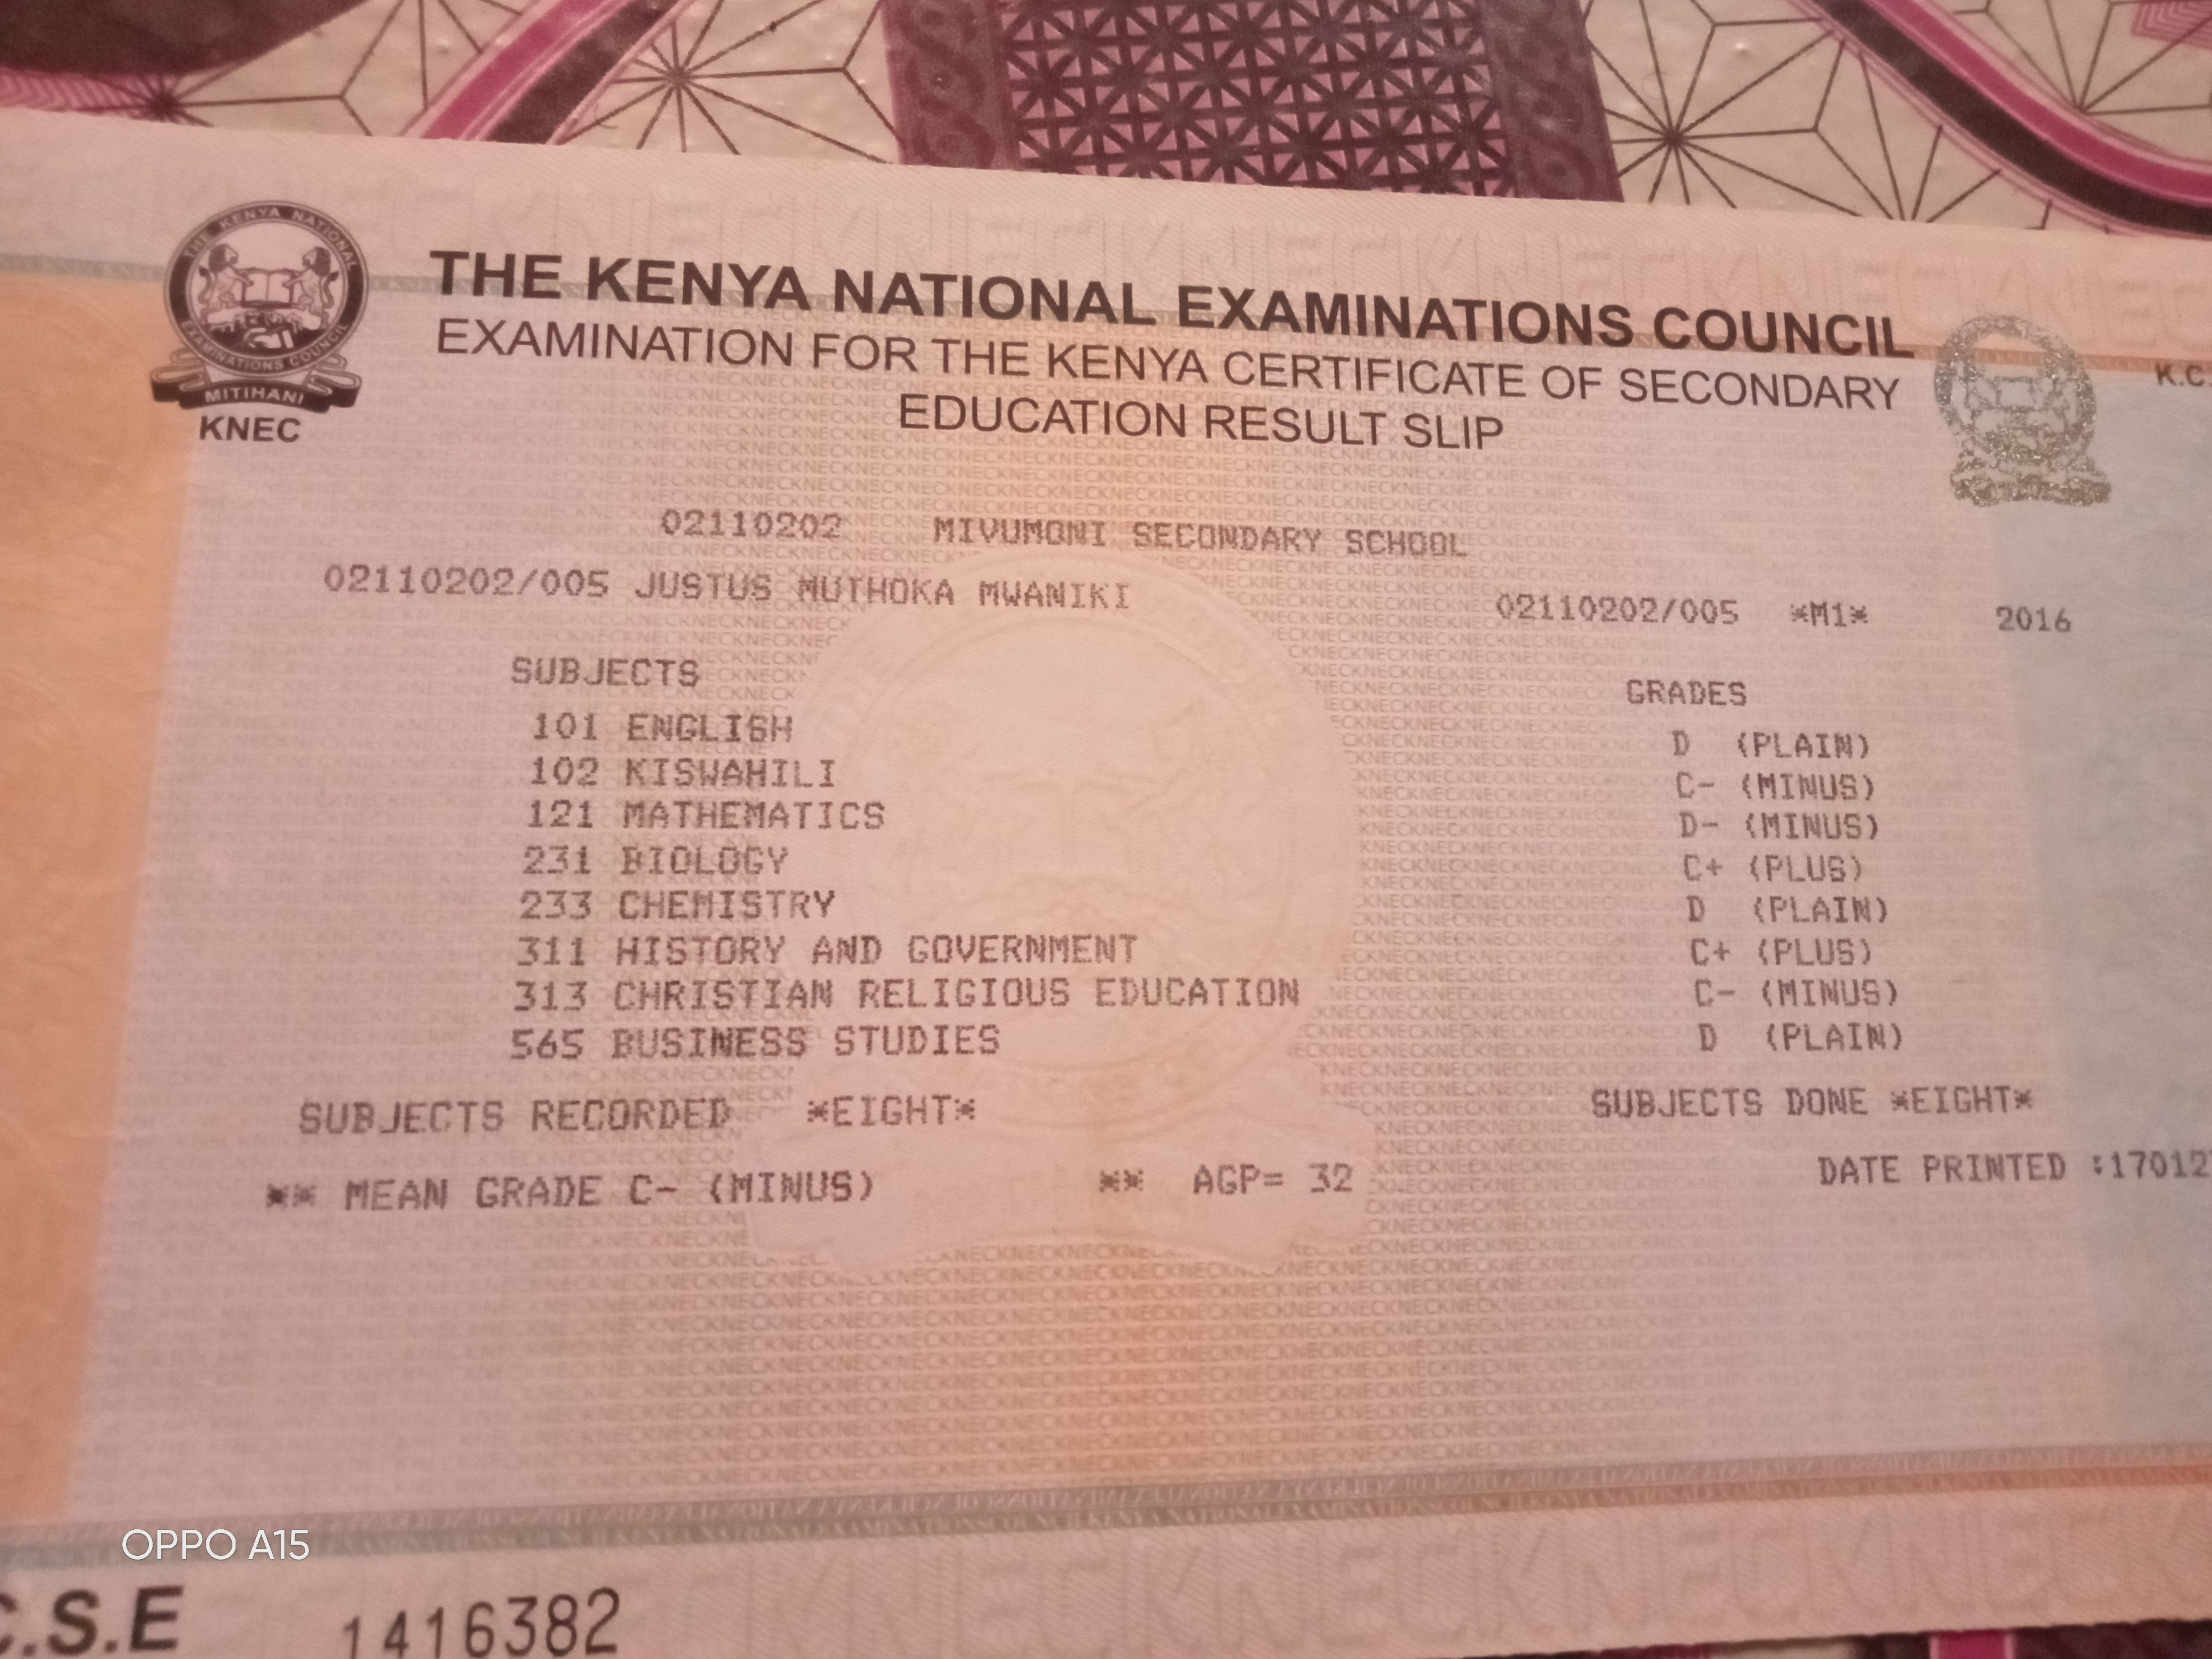 THE KENYA NATIONAL EXAMINATIONS COUNCIL
EXAMINATION FOR THE KENYA CERTIFICATE OF SECONDARY
EDUCATION RESULT SLIP
THE KENYA NATIONAL
EXAMINATIONS COUNCIL
MITIHANI
KNEC
K.C.
02110202 MIVUMONI SECONDARY SCHOOL
02110202/005 JUSTUS MUTHOKA MWANIKI 02110202/005 *M1* 2016
SUBJECTS GRADES
101 ENGLISH D (PLAIN)
102 KISWAHILI C- (MINUS)
121 MATHEMATICS D- (MINUS)
231 BIOLOGY C+ (PLUS)
233 CHEMISTRY D (PLAIN)
311 HISTORY AND GOVERNMENT C+ (PLUS)
313 CHRISTIAN RELIGIOUS EDUCATION C- (MINUS)
565 BUSINESS STUDIES D (PLAIN)
SUBJECTS RECORDED *EIGHT* SUBJECTS DONE *EIGHT*
** MEAN GRADE C- (MINUS) ** AGP= 32 DATE PRINTED :17012
OPPO A15
C.S.E 1416382